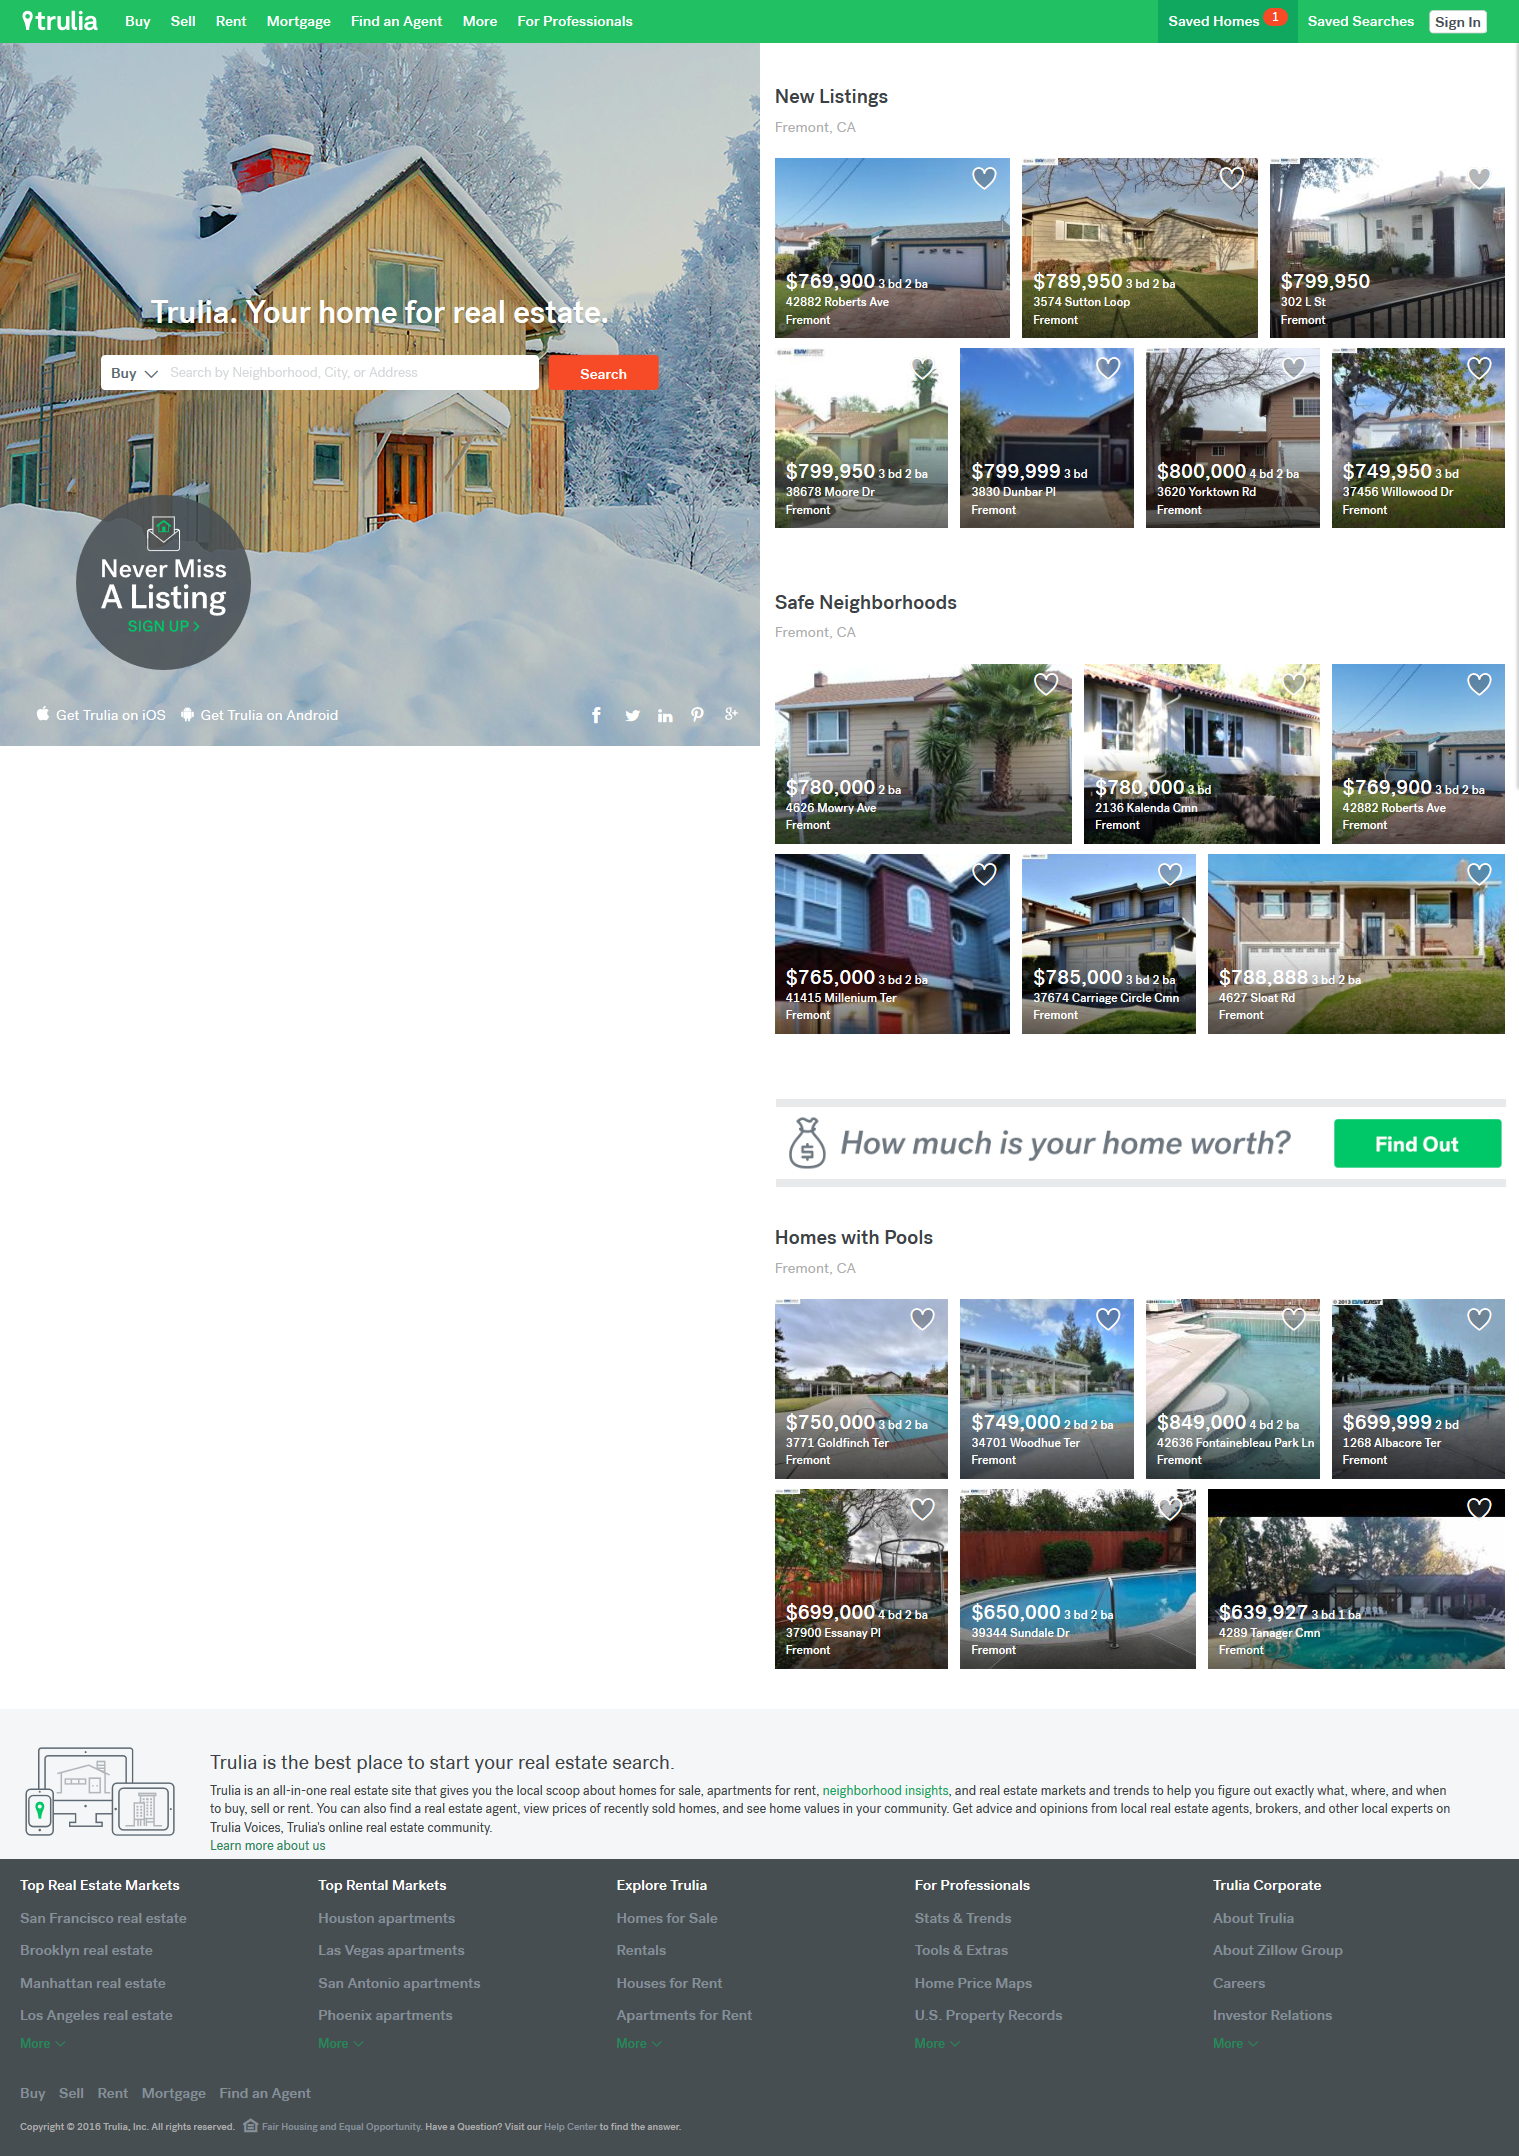 trulia Buy Sell Rent Mortgage Find an Agent More For Professionals Saved Homes 1 Saved Searches Sign In
Trulia. Your home for real estate.
Buy Search by Neighborhood, City, or Address Search
Never Miss
A Listing
SIGN UP >
Get Trulia on iOS Get Trulia on Android
New Listings
Fremont, CA
$769,900 3 bd 2 ba
42882 Roberts Ave
Fremont
$789,950 3 bd 2 ba
3574 Sutton Loop
Fremont
$799,950
302 L St
Fremont
$799,950 3 bd 2 ba
38678 Moore Dr
Fremont
$799,999 3 bd
3830 Dunbar Pl
Fremont
$800,000 4 bd 2 ba
3620 Yorktown Rd
Fremont
$749,950 3 bd
37456 Willowood Dr
Fremont
Safe Neighborhoods
Fremont, CA
$780,000 2 ba
4626 Mowry Ave
Fremont
$780,000 3 bd
2136 Kalenda Cmn
Fremont
$769,900 3 bd 2 ba
42882 Roberts Ave
Fremont
$765,000 3 bd 2 ba
41415 Millenium Ter
Fremont
$785,000 3 bd 2 ba
37674 Carriage Circle Cmn
Fremont
$788,888 3 bd 2 ba
4627 Sloat Rd
Fremont
How much is your home worth? Find Out
Homes with Pools
Fremont, CA
$750,000 3 bd 2 ba
3771 Goldfinch Ter
Fremont
$749,000 2 bd 2 ba
34701 Woodhue Ter
Fremont
$849,000 4 bd 2 ba
42636 Fontainebleau Park Ln
Fremont
© 2013 BAYEAST
$699,999 2 bd
1268 Albacore Ter
Fremont
$699,000 4 bd 2 ba
37900 Essanay Pl
Fremont
$650,000 3 bd 2 ba
39344 Sundale Dr
Fremont
$639,927 3 bd 1 ba
4289 Tanager Cmn
Fremont
Trulia is the best place to start your real estate search.
Trulia is an all-in-one real estate site that gives you the local scoop about homes for sale, apartments for rent, neighborhood insights, and real estate markets and trends to help you figure out exactly what, where, and when
to buy, sell or rent. You can also find a real estate agent, view prices of recently sold homes, and see home values in your community. Get advice and opinions from local real estate agents, brokers, and other local experts on
Trulia Voices, Trulia's online real estate community.
Learn more about us
Top Real Estate Markets
San Francisco real estate
Brooklyn real estate
Manhattan real estate
Los Angeles real estate
More
Top Rental Markets
Houston apartments
Las Vegas apartments
San Antonio apartments
Phoenix apartments
More
Explore Trulia
Homes for Sale
Rentals
Houses for Rent
Apartments for Rent
More
For Professionals
Stats & Trends
Tools & Extras
Home Price Maps
U.S. Property Records
More
Trulia Corporate
About Trulia
About Zillow Group
Careers
Investor Relations
More
Buy Sell Rent Mortgage Find an Agent
Copyright © 2016 Trulia, Inc. All rights reserved. Fair Housing and Equal Opportunity. Have a Question? Visit our Help Center to find the answer.